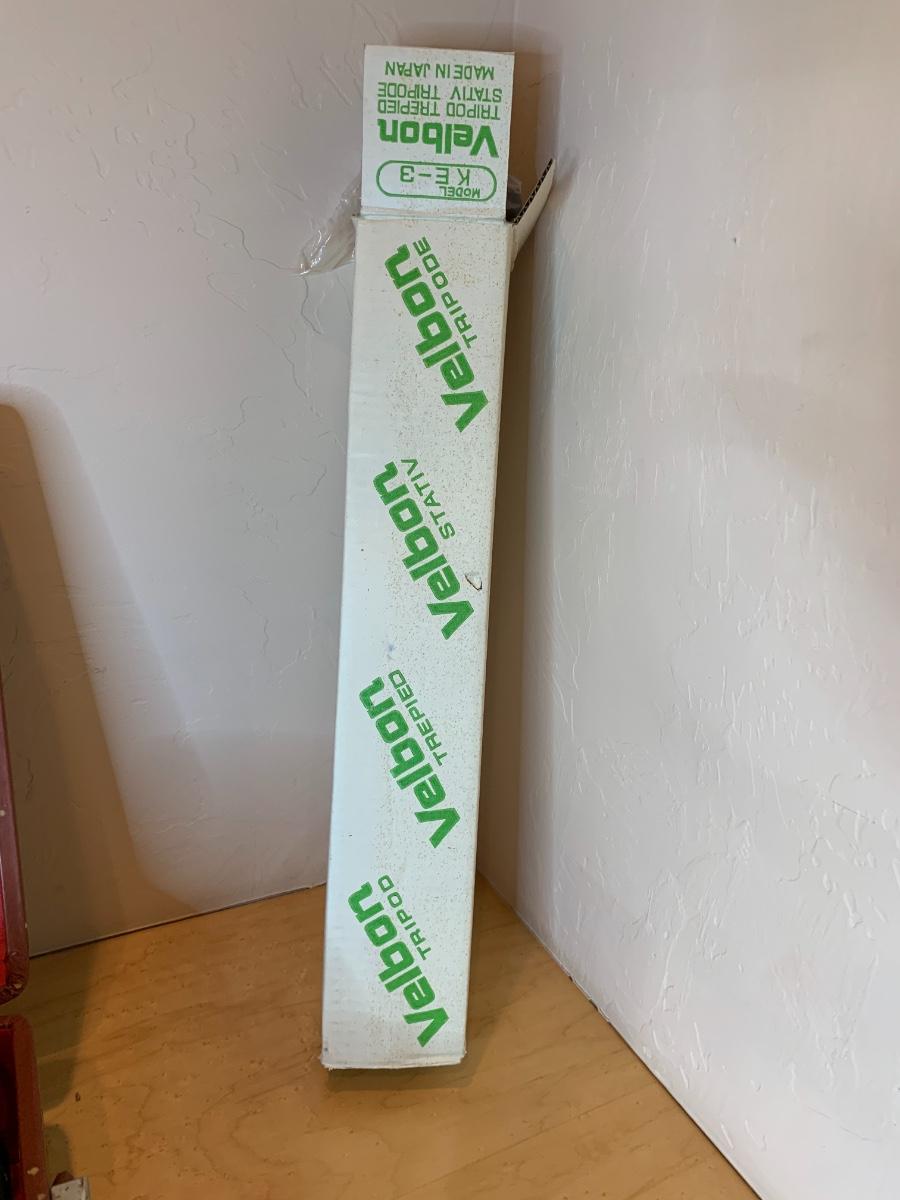 MODEL KE-3
Velbon
TRIPOD TREPIED
STATIV TRIPODE
MADE IN JAPAN
Velbon
TRIPODE
Velbon
STATIV
Velbon
TREPIED
Velbon
TRIPOD